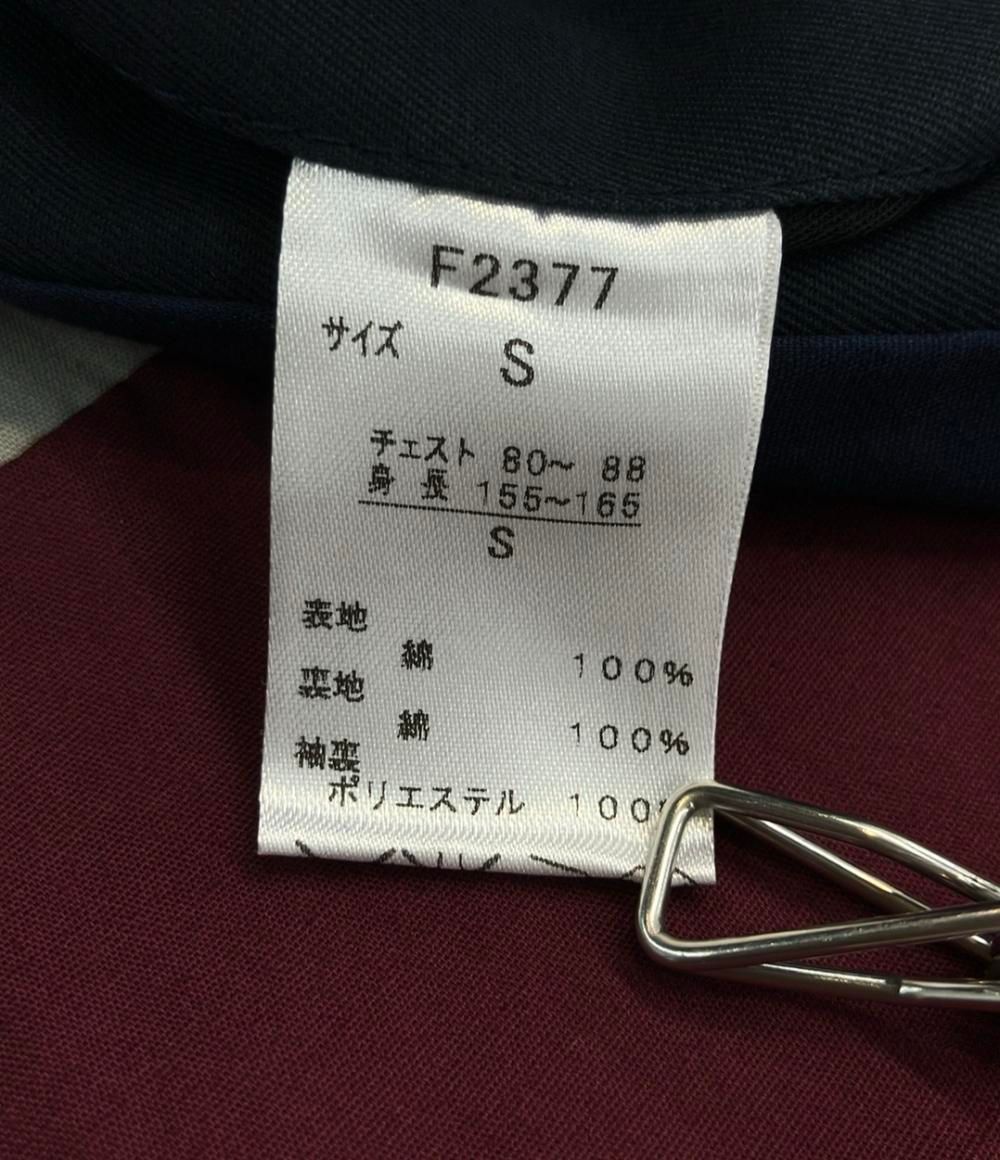 F2377
サイズ S
チェスト 80～ 88
身 長 155～165
S
表地
綿 100%
裏地
綿 100%
袖裏
ポリエステル 100